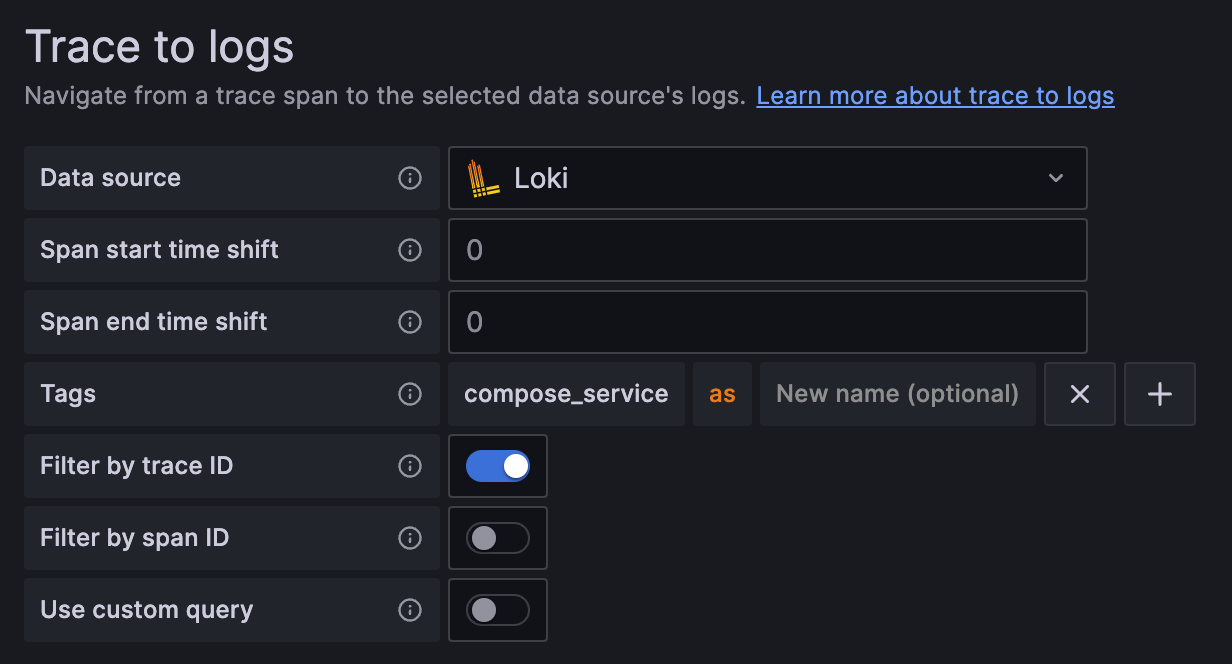 Trace to logs
Navigate from a trace span to the selected data source's logs. Learn more about trace to logs
Data source Loki
Span start time shift 0
Span end time shift 0
Tags compose_service as New name (optional)
Filter by trace ID
Filter by span ID
Use custom query